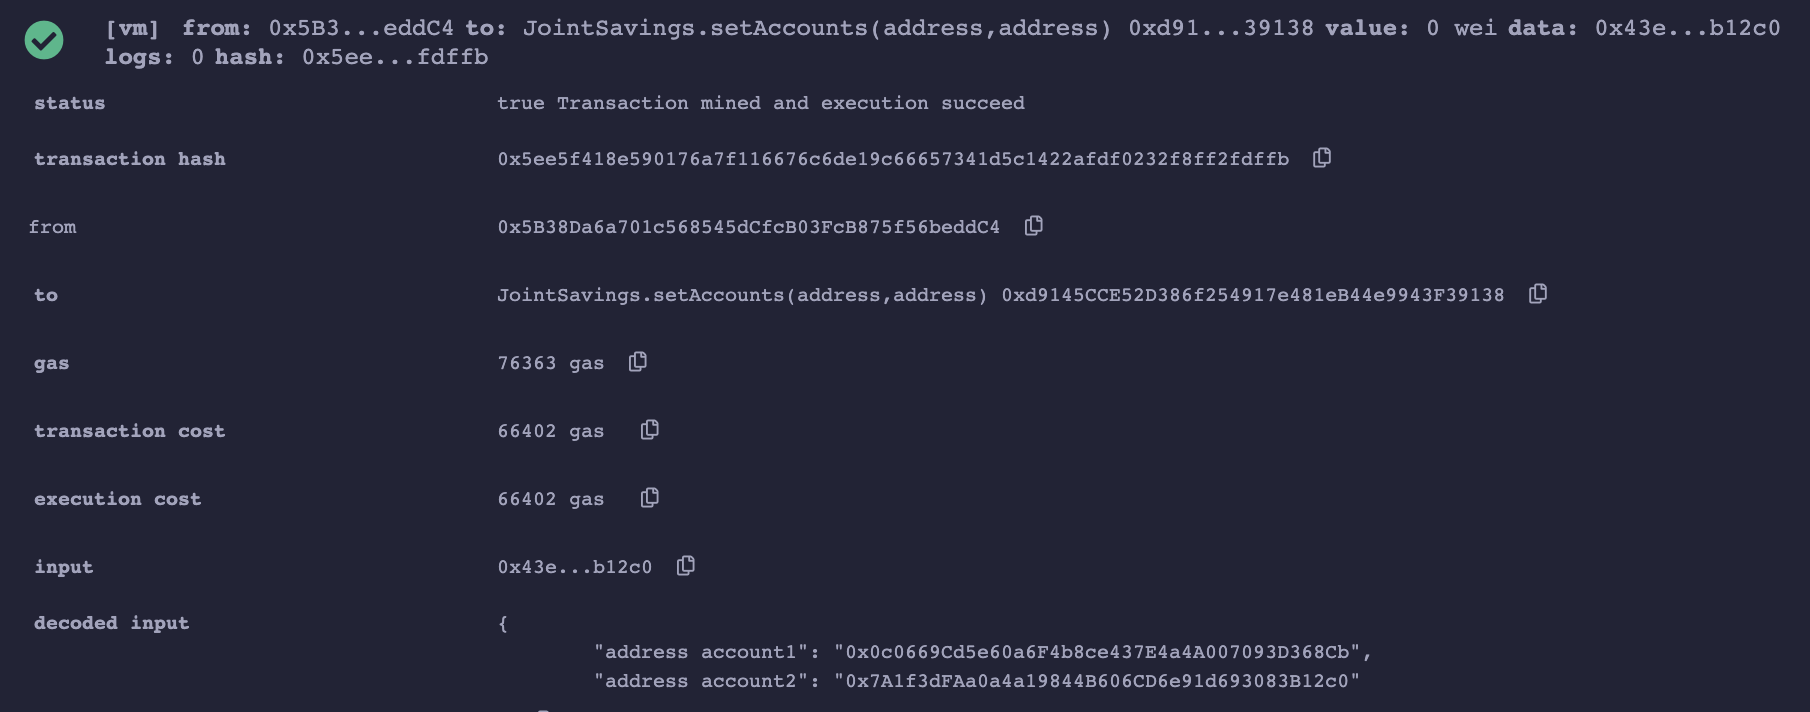 [vm] from: 0x5B3...eddC4 to: JointSavings.setAccounts(address,address) 0xd91...39138 value: 0 wei data: 0x43e...b12c0
logs: 0 hash: 0x5ee...fdffb
status true Transaction mined and execution succeed
transaction hash 0x5ee5f418e590176a7f116676c6de19c66657341d5c1422afdf0232f8ff2fdffb
from 0x5B38Da6a701c568545dCfcB03FcB875f56beddC4
to JointSavings.setAccounts(address,address) 0xd9145CCE52D386f254917e481eB44e9943F39138
gas 76363 gas
transaction cost 66402 gas
execution cost 66402 gas
input 0x43e...b12c0
decoded input {
"address account1": "0x0c0669Cd5e60a6F4b8ce437E4a4A007093D368Cb",
"address account2": "0x7A1f3dFAa0a4a19844B606CD6e91d693083B12c0"